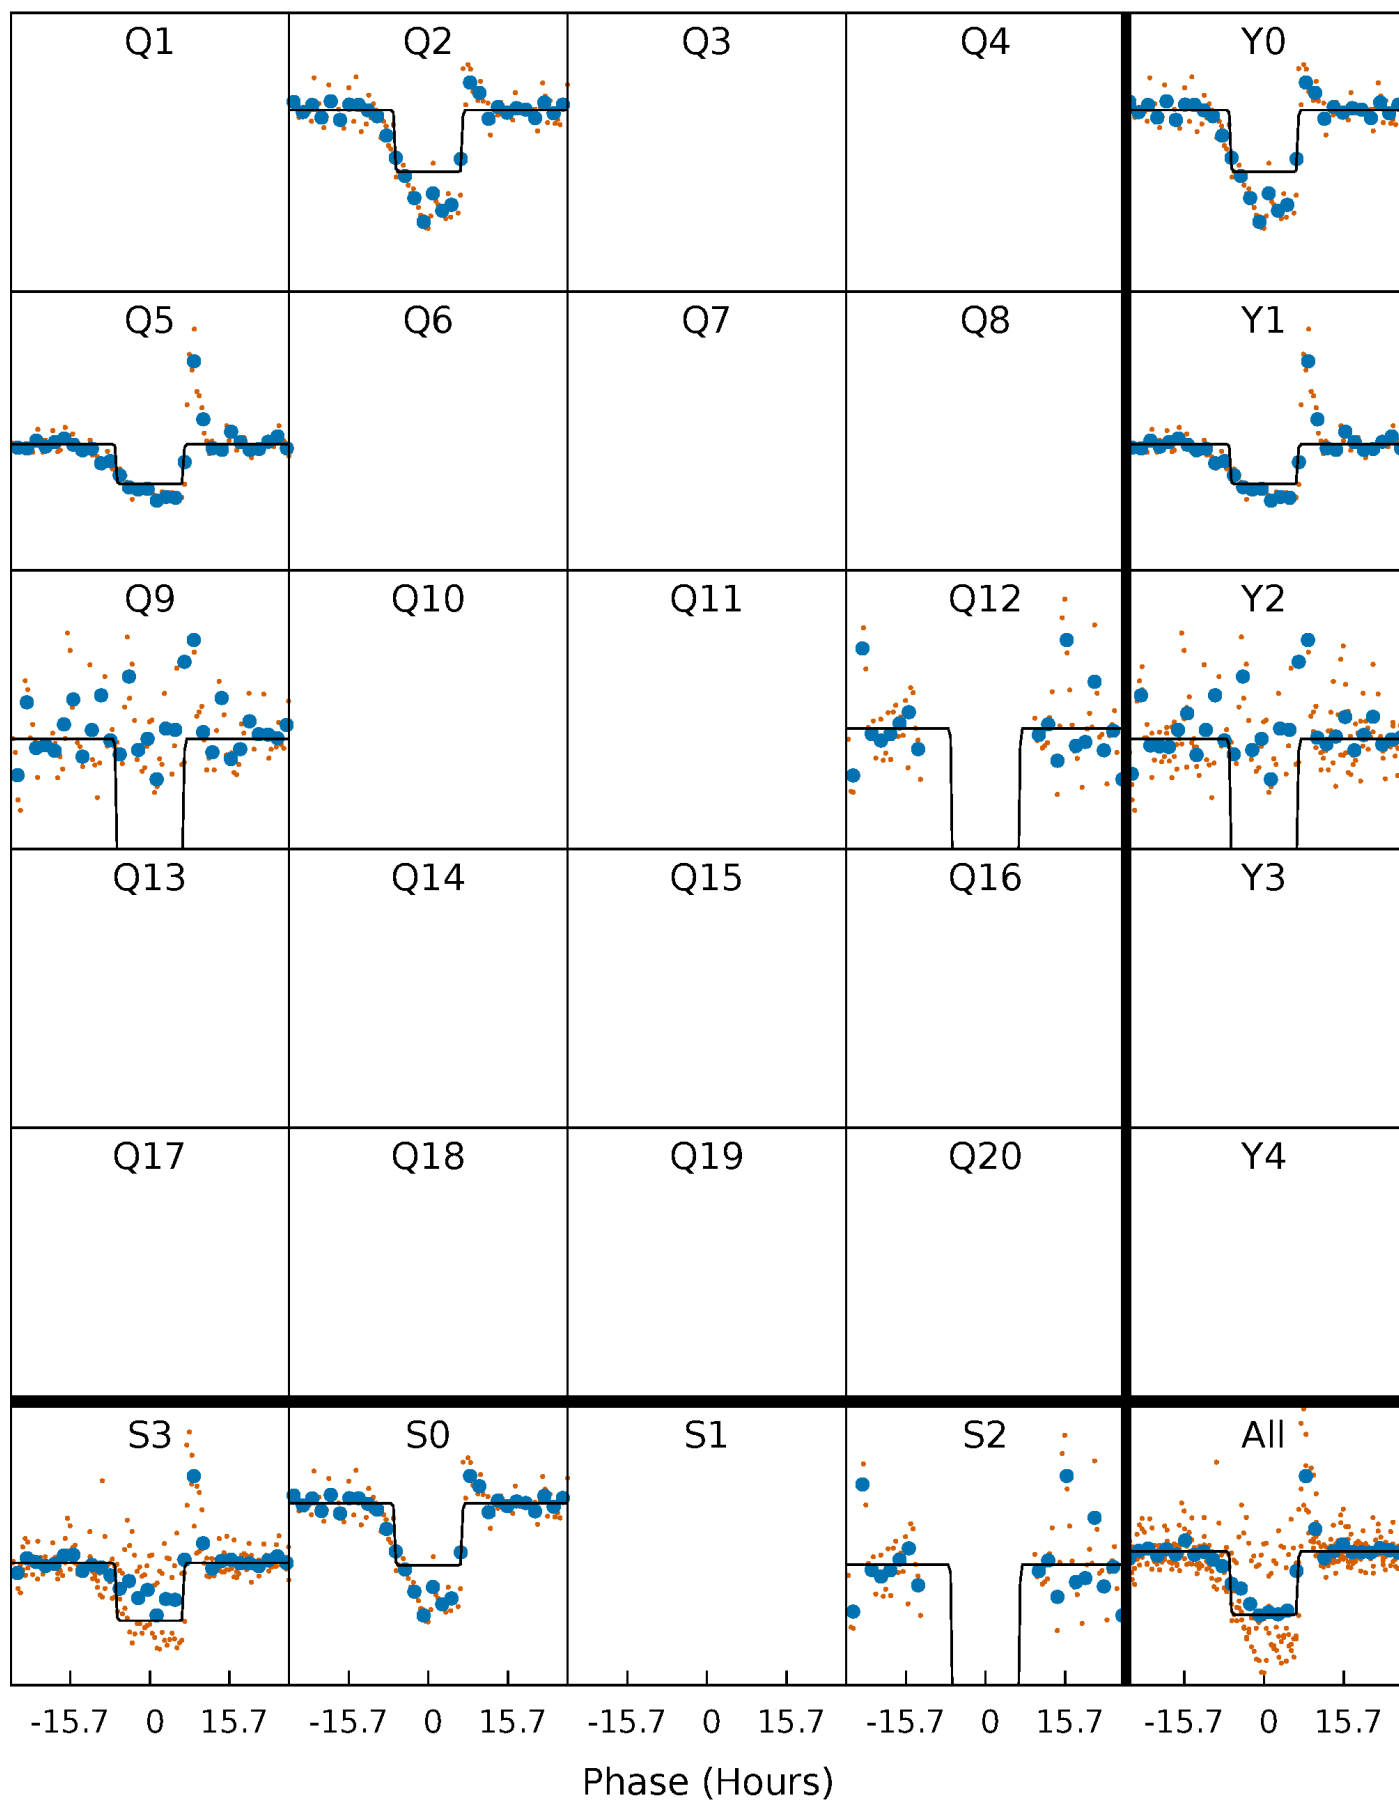 Q1 Q2 Q3 Q4 Y0
Q5 Q6 Q7 Q8 Y1
Q9 Q10 Q11 Q12 Y2
Q13 Q14 Q15 Q16 Y3
Q17 Q18 Q19 Q20 Y4
S3 S0 S1 S2 All
-15.7 0 15.7 -15.7 0 15.7 -15.7 0 15.7 -15.7 0 15.7 -15.7 0 15.7
Phase (Hours)